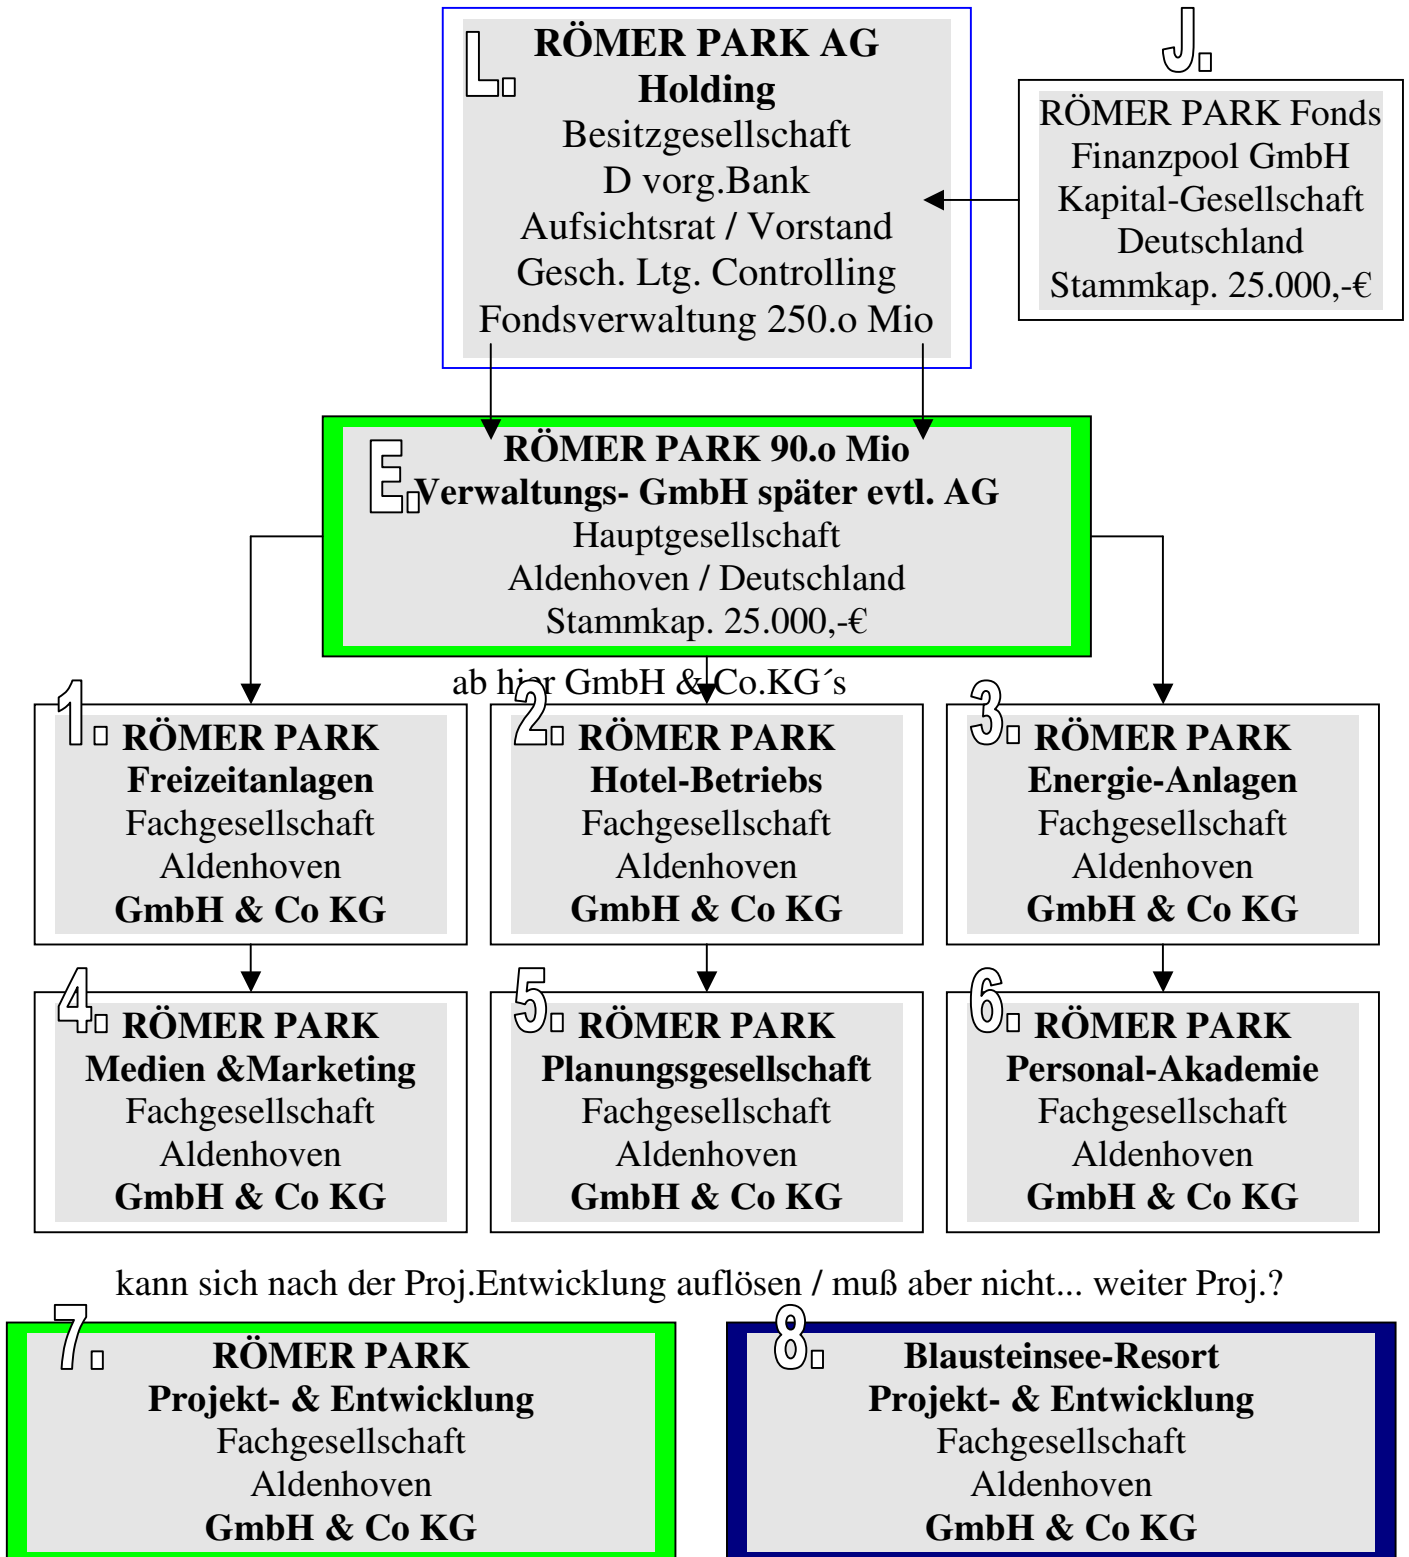 L.
RÖMER PARK AG
Holding
Besitzgesellschaft
D vorg.Bank
Aufsichtsrat / Vorstand
Gesch. Ltg. Controlling
Fondsverwaltung 250.o Mio
J.
RÖMER PARK Fonds
Finanzpool GmbH
Kapital-Gesellschaft
Deutschland
Stammkap. 25.000,-€
E.
RÖMER PARK 90.o Mio
Verwaltungs- GmbH später evtl. AG
Hauptgesellschaft
Aldenhoven / Deutschland
Stammkap. 25.000,-€
ab hier GmbH & Co.KG´s
1.
RÖMER PARK
Freizeitanlagen
Fachgesellschaft
Aldenhoven
GmbH & Co KG
2.
RÖMER PARK
Hotel-Betriebs
Fachgesellschaft
Aldenhoven
GmbH & Co KG
3.
RÖMER PARK
Energie-Anlagen
Fachgesellschaft
Aldenhoven
GmbH & Co KG
4.
RÖMER PARK
Medien &Marketing
Fachgesellschaft
Aldenhoven
GmbH & Co KG
5.
RÖMER PARK
Planungsgesellschaft
Fachgesellschaft
Aldenhoven
GmbH & Co KG
6.
RÖMER PARK
Personal-Akademie
Fachgesellschaft
Aldenhoven
GmbH & Co KG
kann sich nach der Proj.Entwicklung auflösen / muß aber nicht... weiter Proj.?
7.
RÖMER PARK
Projekt- & Entwicklung
Fachgesellschaft
Aldenhoven
GmbH & Co KG
8.
Blausteinsee-Resort
Projekt- & Entwicklung
Fachgesellschaft
Aldenhoven
GmbH & Co KG